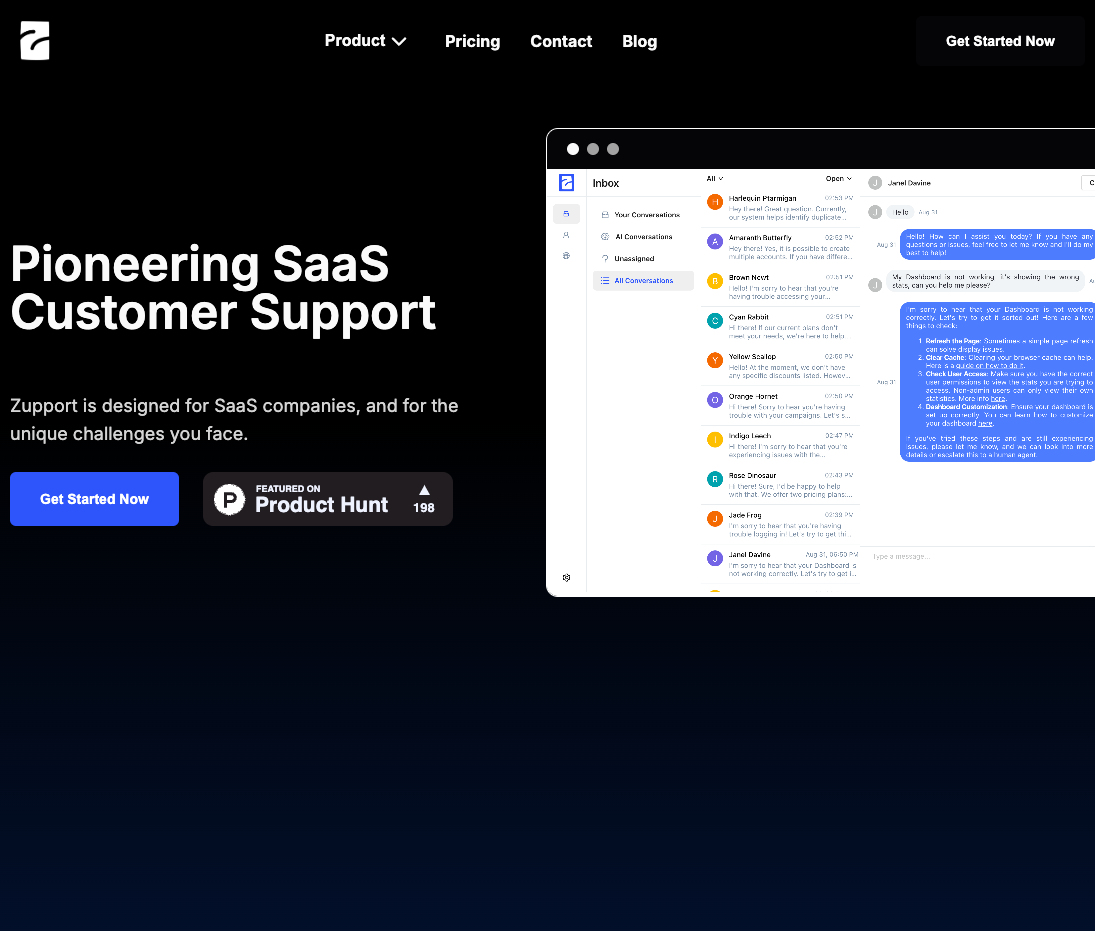 Product
Pricing
Contact
Blog
Get Started Now
Pioneering SaaS
Customer Support
Zupport is designed for SaaS companies, and for the
unique challenges you face.
Get Started Now
P
FEATURED ON
Product Hunt
198
Inbox
Your Conversations
AI Conversations
Unassigned
All Conversations
All
Open
H
Harlequin Ptarmigan
02:53 PM
Hey there! Great question. Currently,
our system helps identify duplicate...
A
Amaranth Butterfly
02:52 PM
Hey there! Yes, it is possible to create
multiple accounts. If you have differe...
B
Brown Newt
02:51 PM
Hello! I'm sorry to hear that you're
having trouble accessing your...
C
Cyan Rabbit
02:51 PM
Hi there! If our current plans don't
meet your needs, we're here to help
Y
Yellow Scallop
02:50 PM
Hello! At the moment, we don't have
any specific discounts listed. Howev...
O
Orange Hornet
02:50 PM
Hi there! Sorry to hear you're having
trouble with your campaigns. Let's s...
I
Indigo Leech
02:47 PM
Hi there! I'm sorry to hear that you're
experiencing issues with the...
R
Rose Dinosaur
02:43 PM
Hi there! Sure, I'd be happy to help
with that. We offer two pricing plans:...
J
Jade Frog
02:39 PM
I'm sorry to hear that you're having
trouble logging in! Let's try to get thi...
J
Janel Davine
Aug 31, 06:50 PM
I'm sorry to hear that your Dashboard is
not working correctly. Let's try to get i...
J
Janel Davine
C
J
Hello
Aug 31
Aug 31
Hello! How can I assist you today? If you have any
questions or issues, feel free to let me know and I'll do my
best to help!
J
My Dashboard is not working, it's showing the wrong
stats, can you help me please?
Aug 31
I'm sorry to hear that your Dashboard is not working
correctly. Let's try to get it sorted out! Here are a few
things to check:
1. Refresh the Page: Sometimes a simple page refresh
can solve display issues.
2. Clear Cache: Clearing your browser cache can help.
Here is a guide on how to do it.
3. Check User Access: Make sure you have the correct
user permissions to view the stats you are trying to
access. Non-admin users can only view their own
statistics. More info here.
4. Dashboard Customization: Ensure your dashboard is
set up correctly. You can learn how to customize
your dashboard here.
If you've tried these steps and are still experiencing
issues, please let me know, and we can look into more
details or escalate this to a human agent.
Type a message...